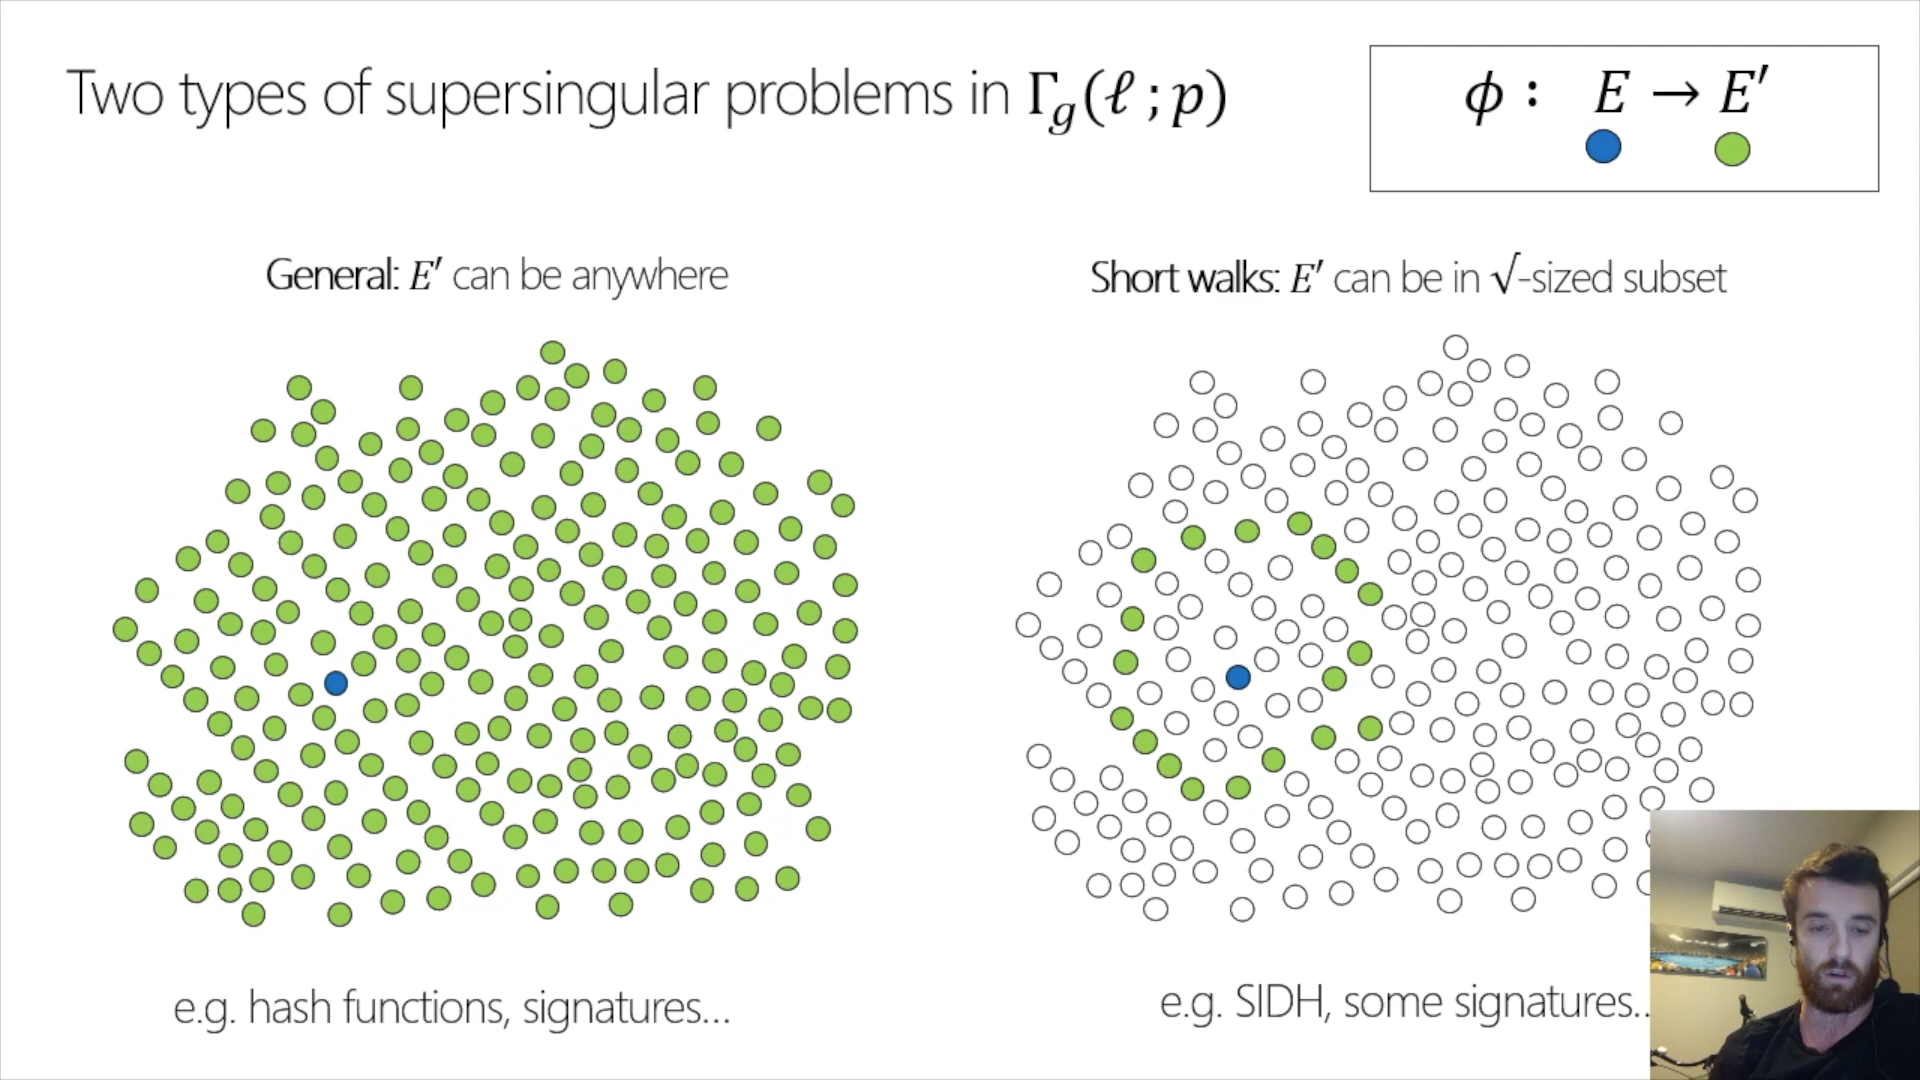 Two types of supersingular problems in Γ_g(ℓ ; p)
ϕ : E → E′
General: E′ can be anywhere
Short walks: E′ can be in √-sized subset
e.g. hash functions, signatures...
e.g. SIDH, some signatures..